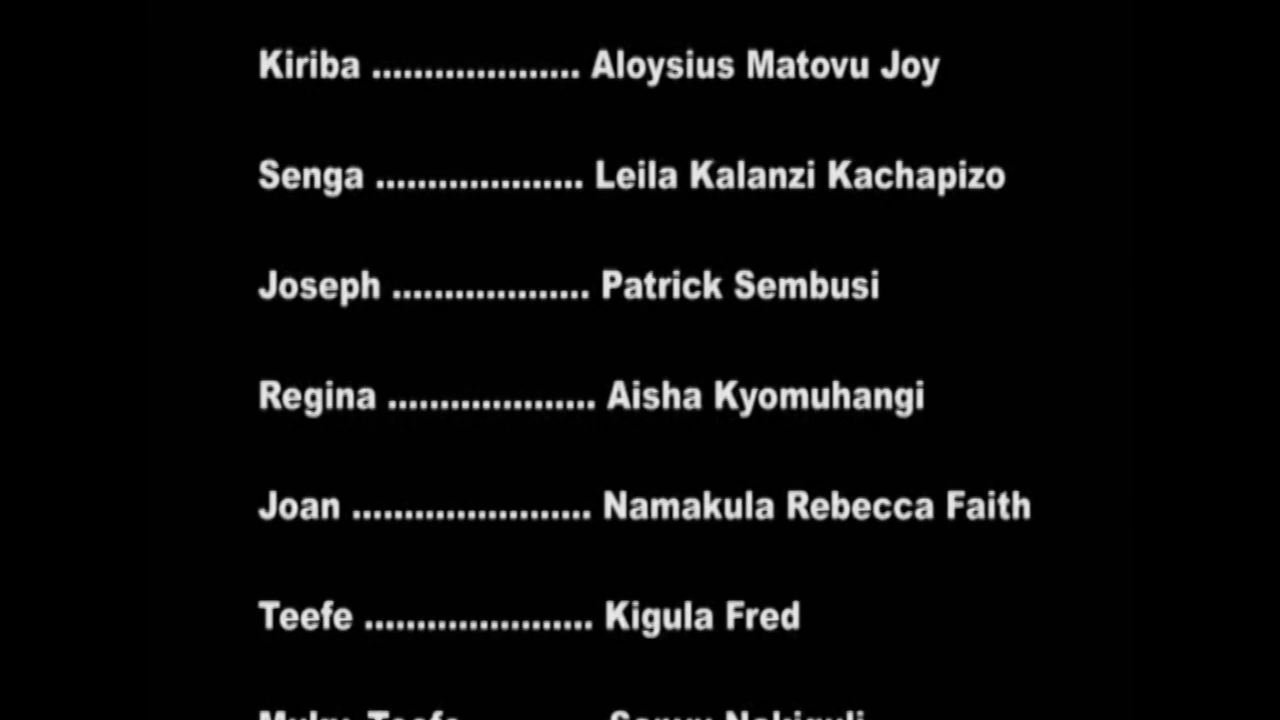 Kiriba .................... Aloysius Matovu Joy
Senga .................... Leila Kalanzi Kachapizo
Joseph ................... Patrick Sembusi
Regina .................... Aisha Kyomuhangi
Joan ....................... Namakula Rebecca Faith
Teefe ...................... Kigula Fred